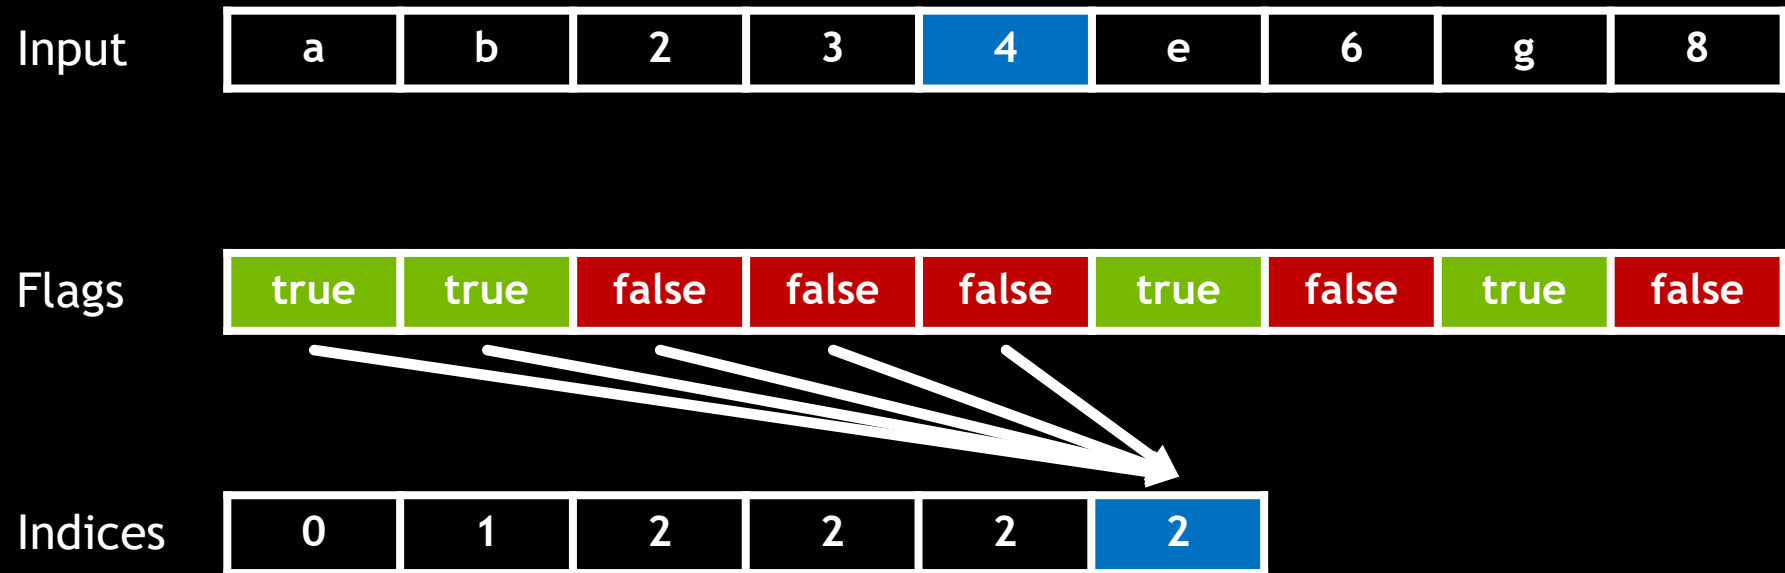 Input a b 2 3 4 e 6 g 8
Flags true true false false false true false true false
Indices 0 1 2 2 2 2